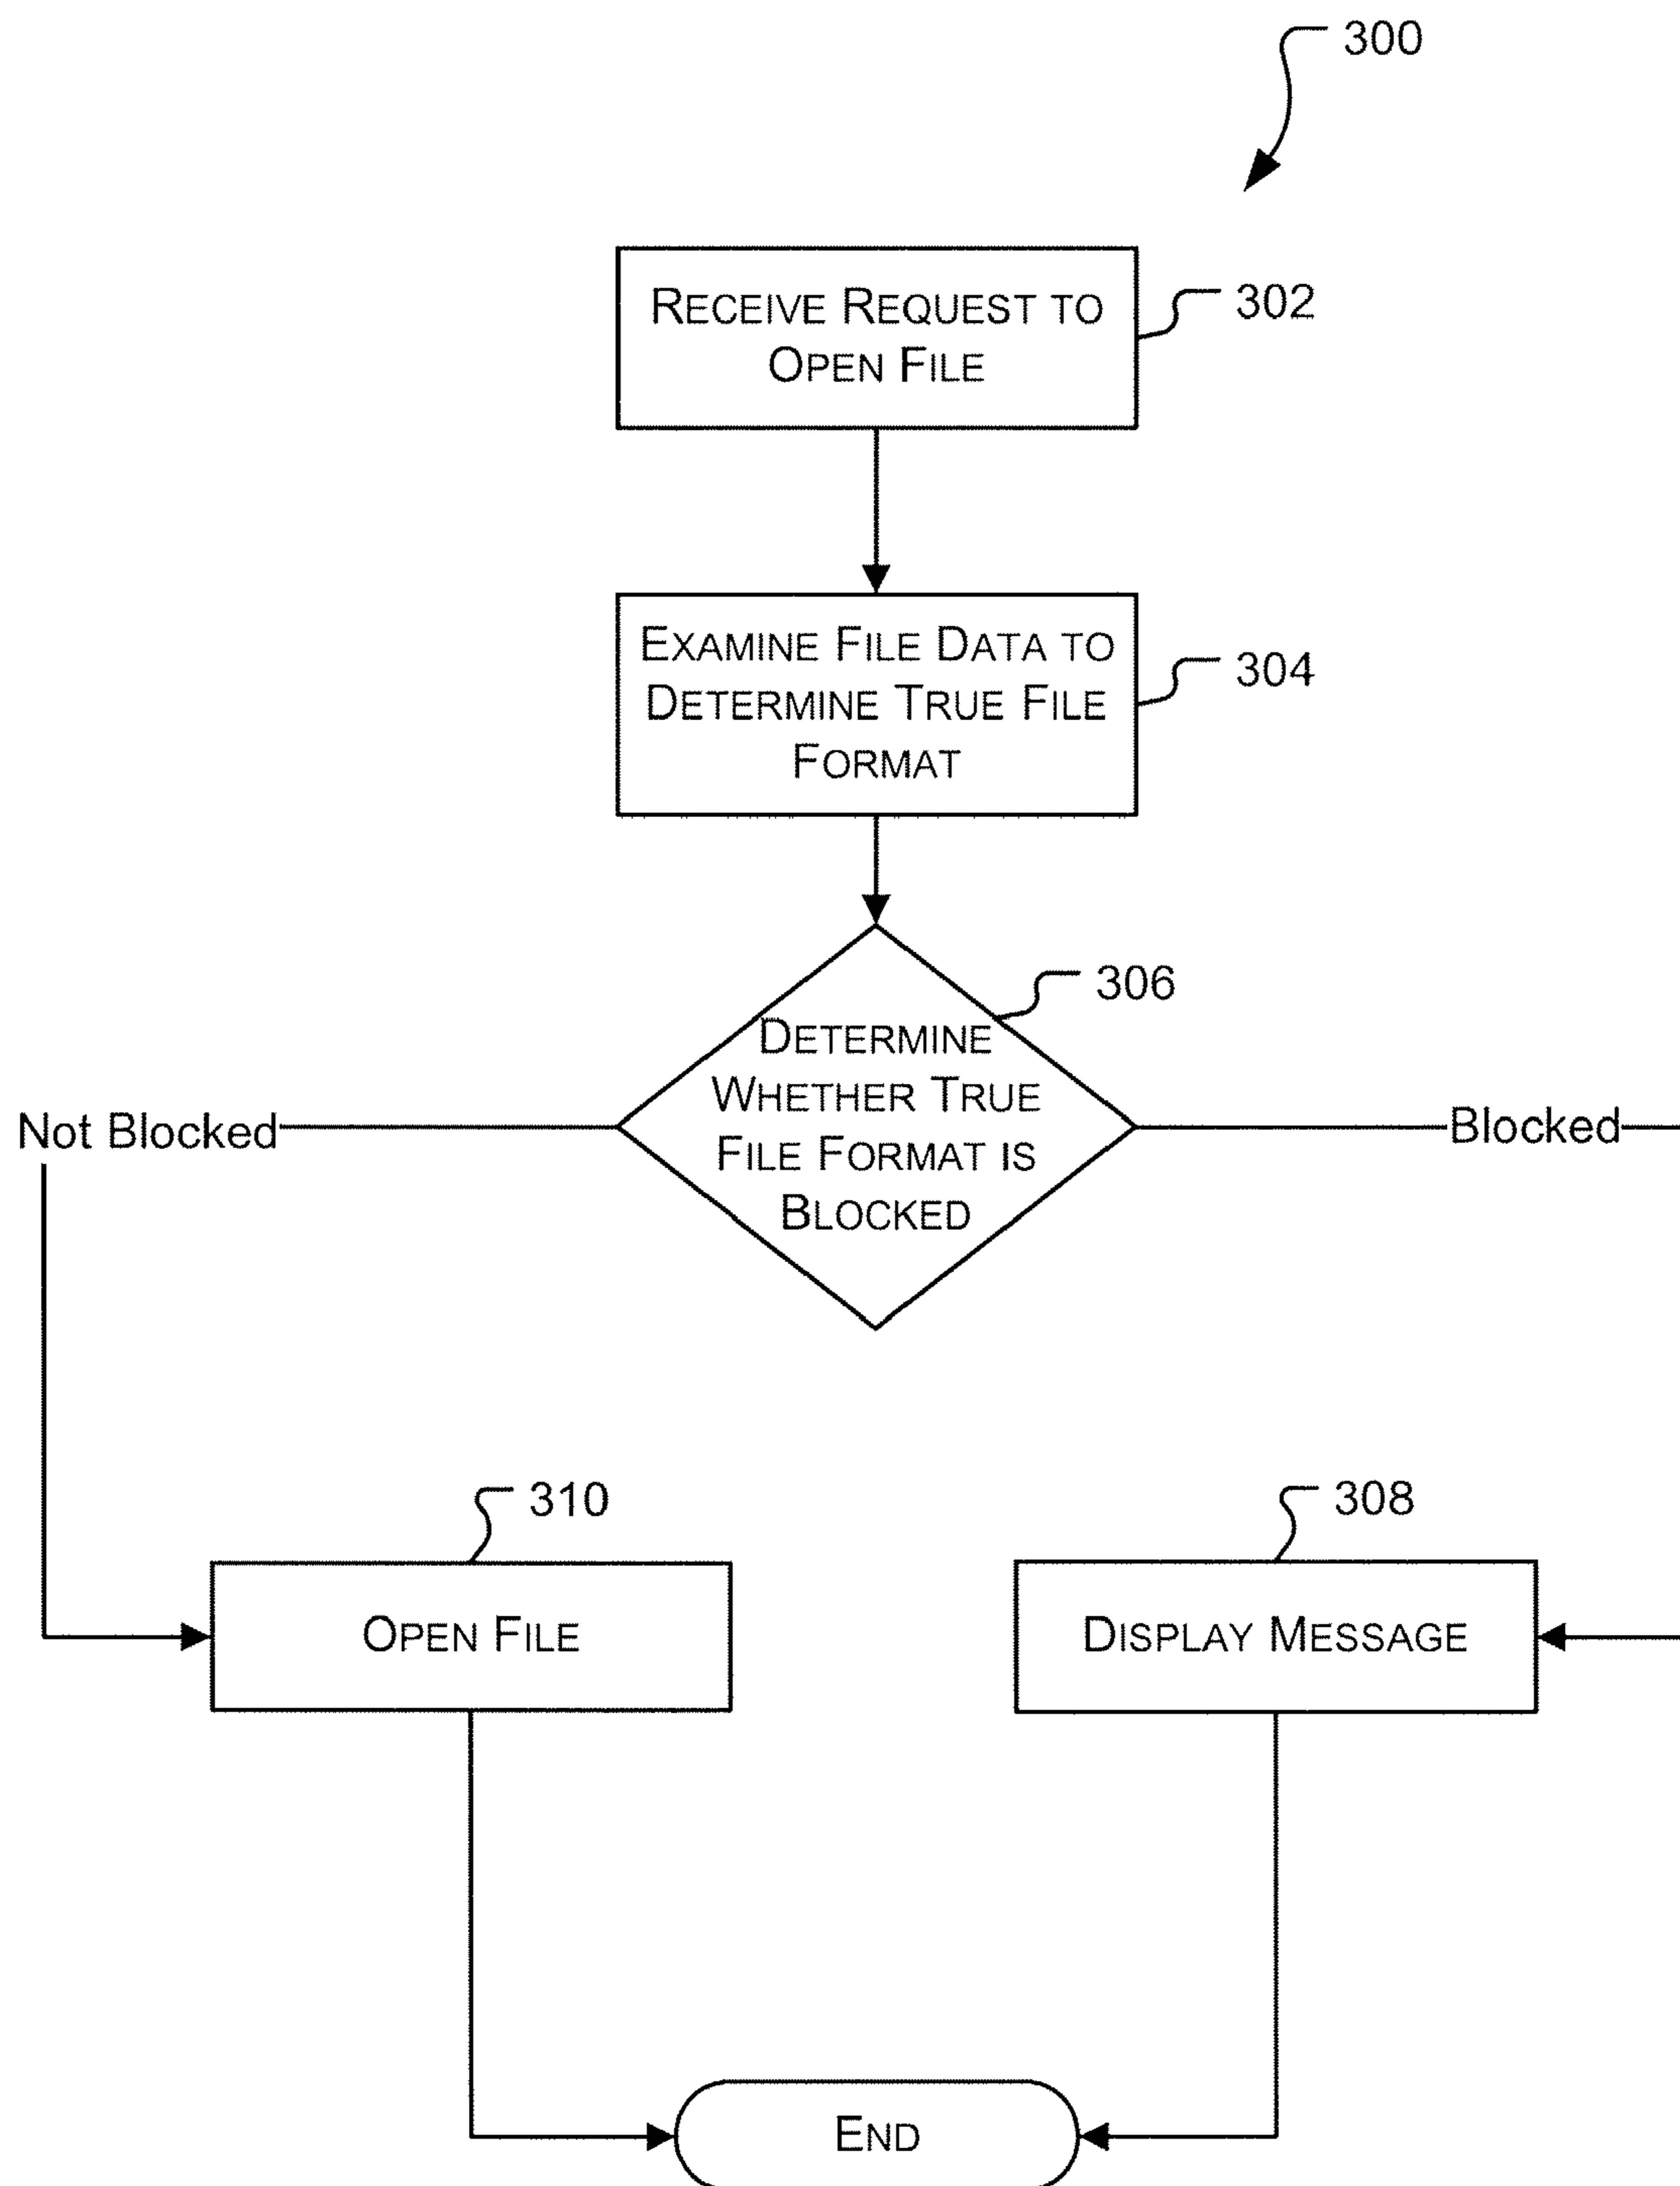 300
RECEIVE REQUEST TO
OPEN FILE
302
EXAMINE FILE DATA TO
DETERMINE TRUE FILE
FORMAT
304
306
DETERMINE
WHETHER TRUE
FILE FORMAT IS
BLOCKED
Not Blocked
Blocked
310
OPEN FILE
308
DISPLAY MESSAGE
END